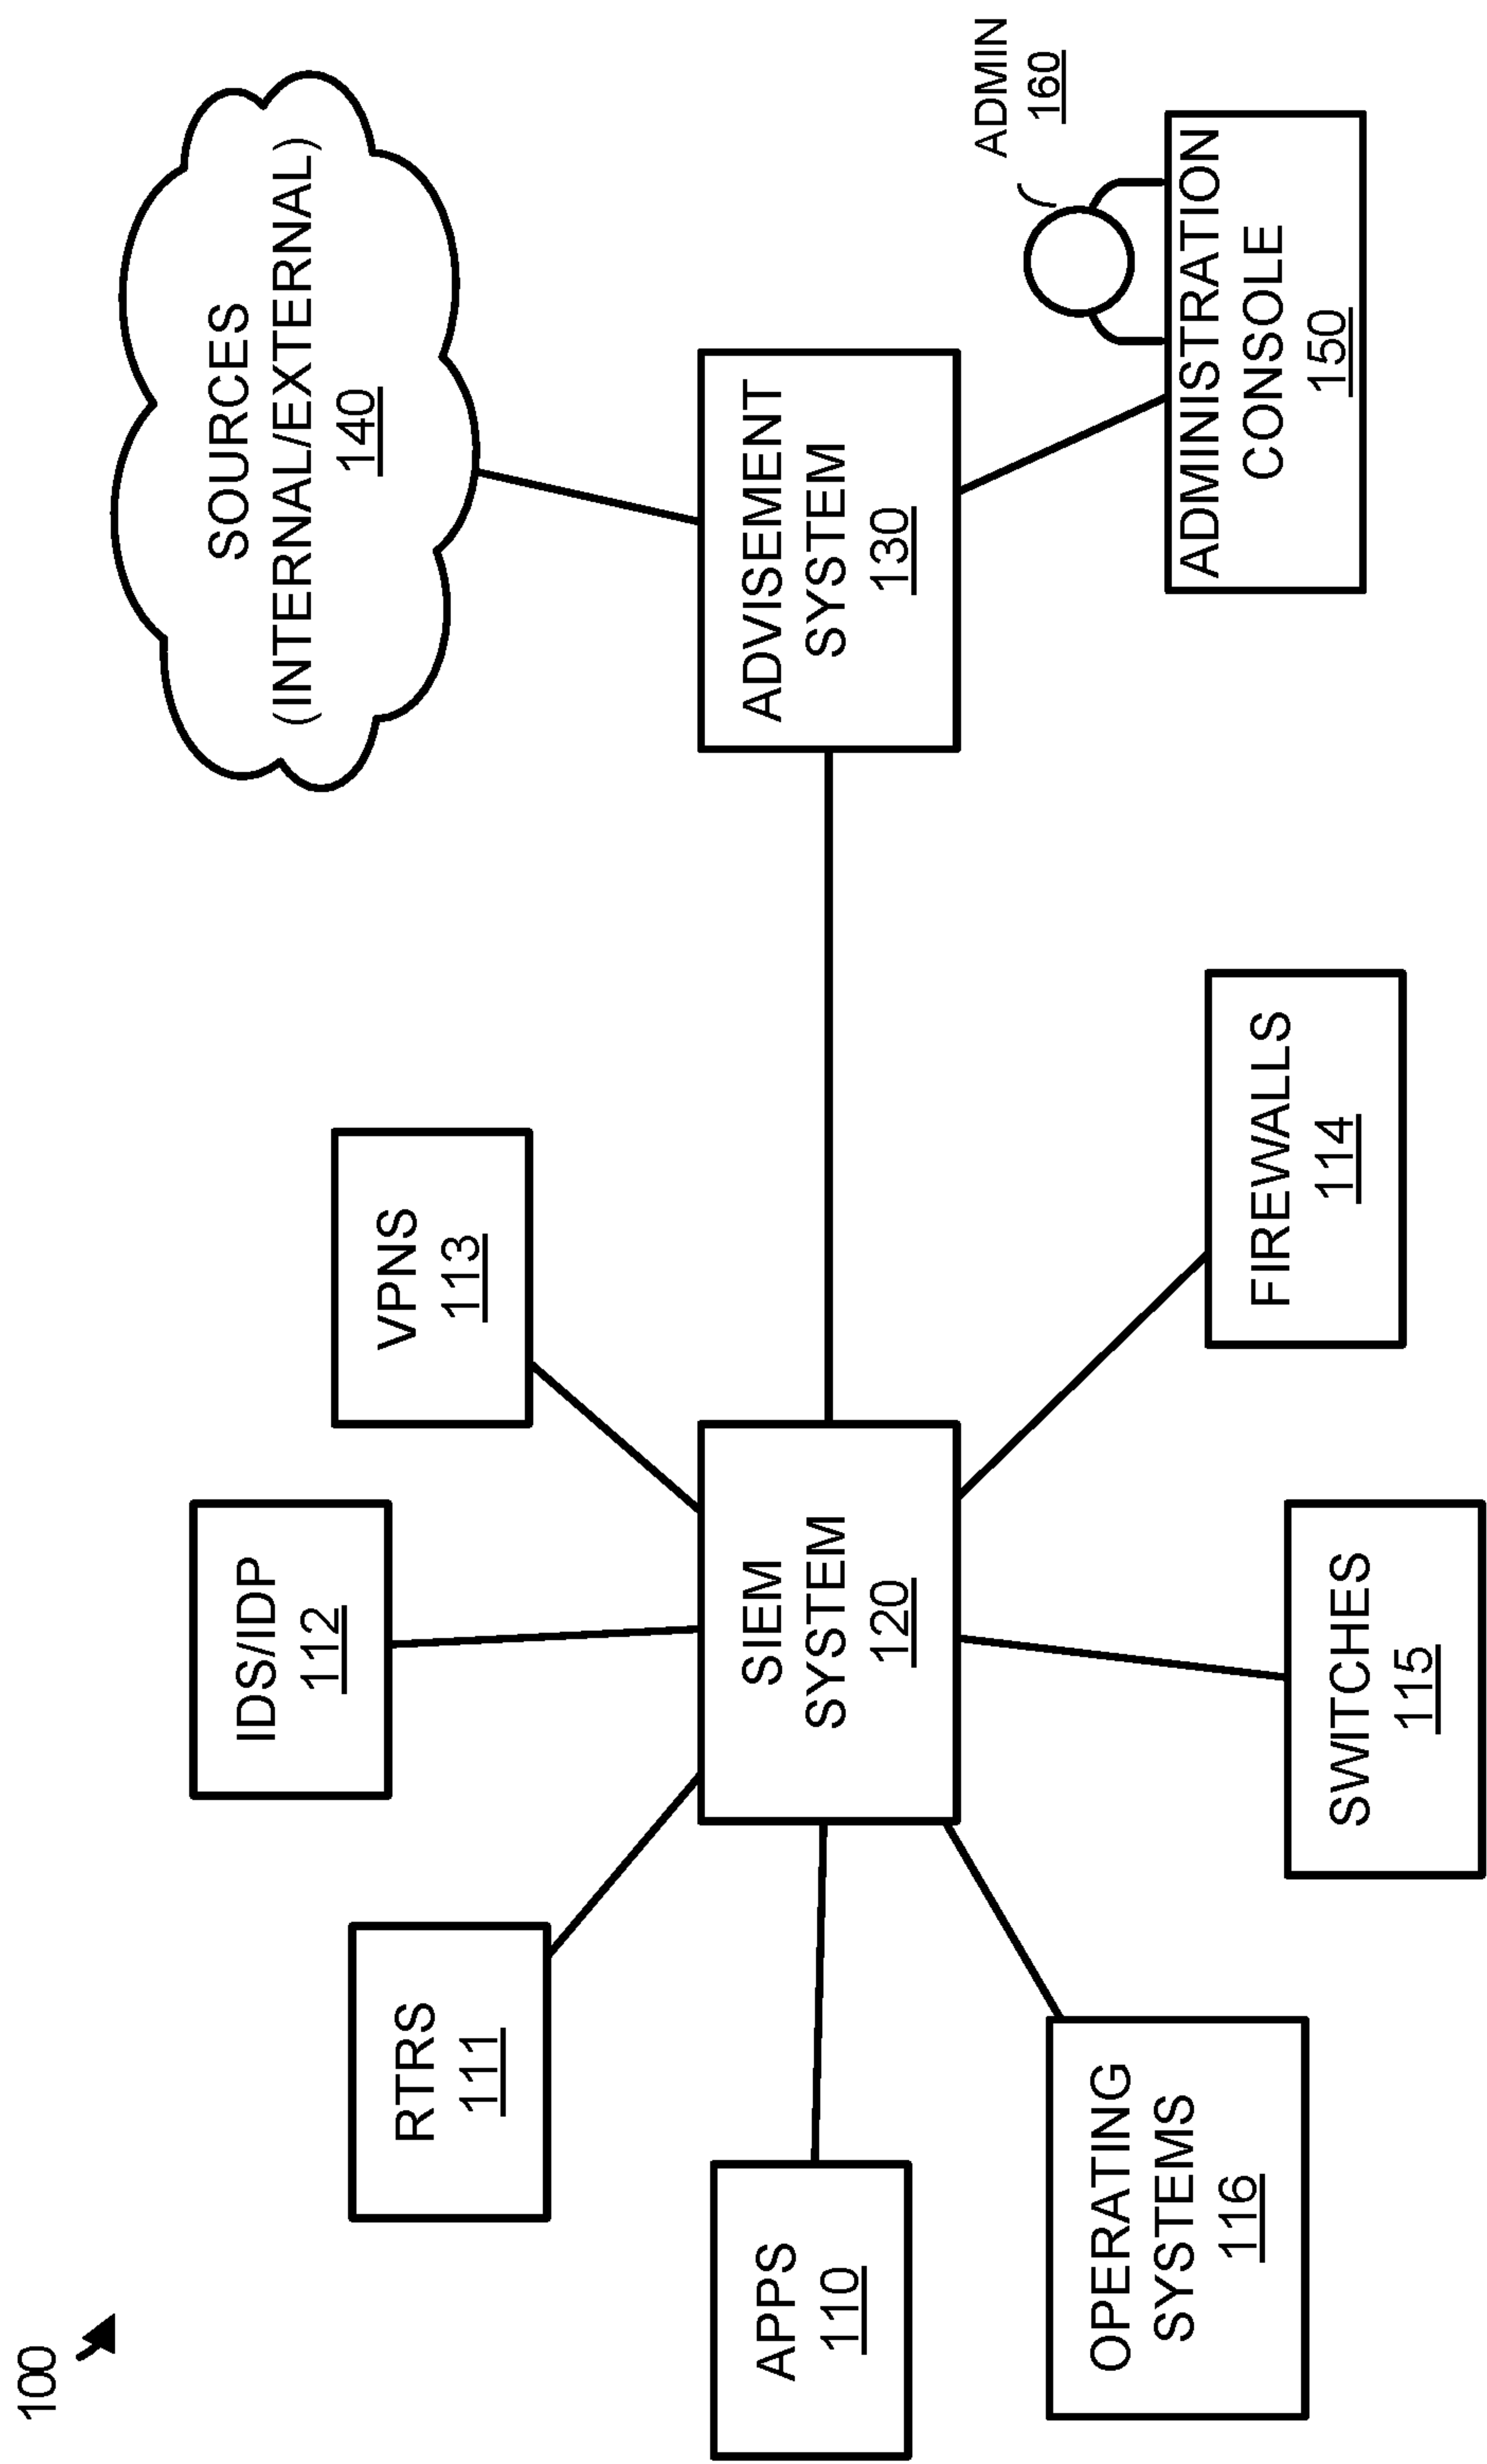 100
SOURCES
(INTERNAL/EXTERNAL)
140
IDS/IDP
112
VPNS
113
RTRS
111
APPS
110
SIEM
SYSTEM
120
ADVISEMENT
SYSTEM
130
ADMIN
160
OPERATING
SYSTEMS
116
SWITCHES
115
FIREWALLS
114
ADMINISTRATION
CONSOLE
150